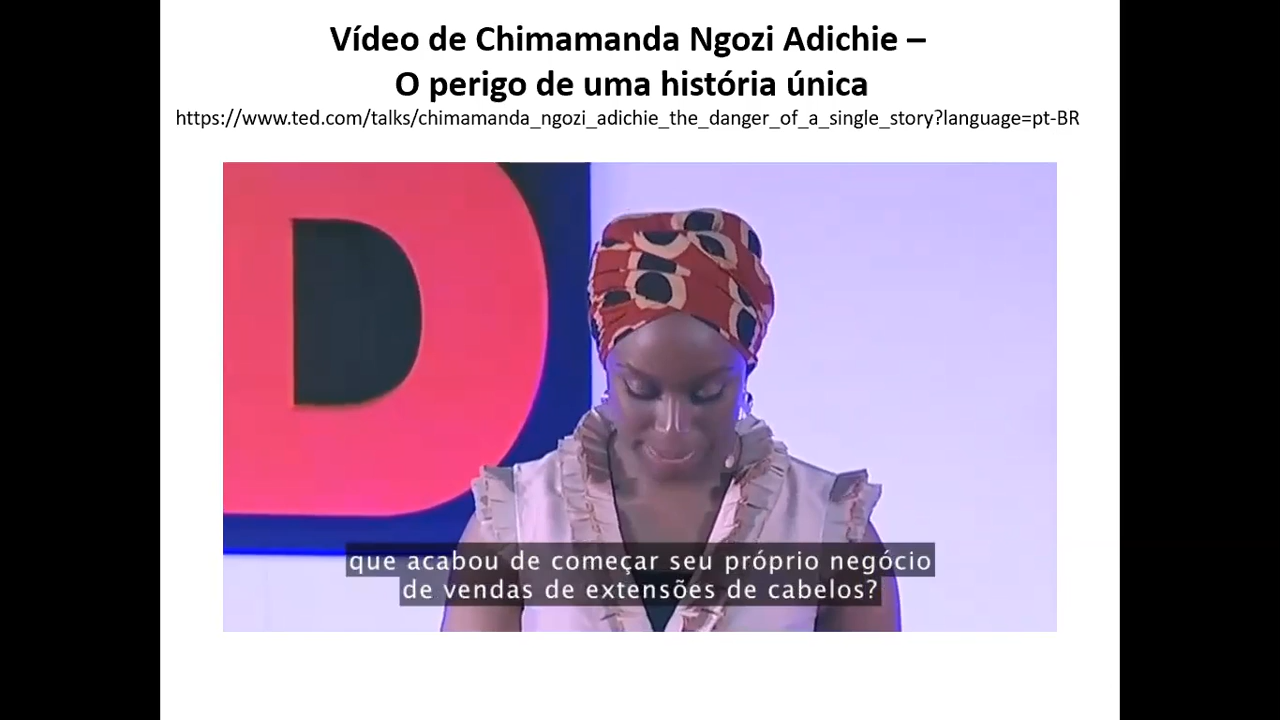 Vídeo de Chimamanda Ngozi Adichie –
O perigo de uma história única
https://www.ted.com/talks/chimamanda_ngozi_adichie_the_danger_of_a_single_story?language=pt-BR
D
que acabou de começar seu próprio negócio
de vendas de extensões de cabelos?